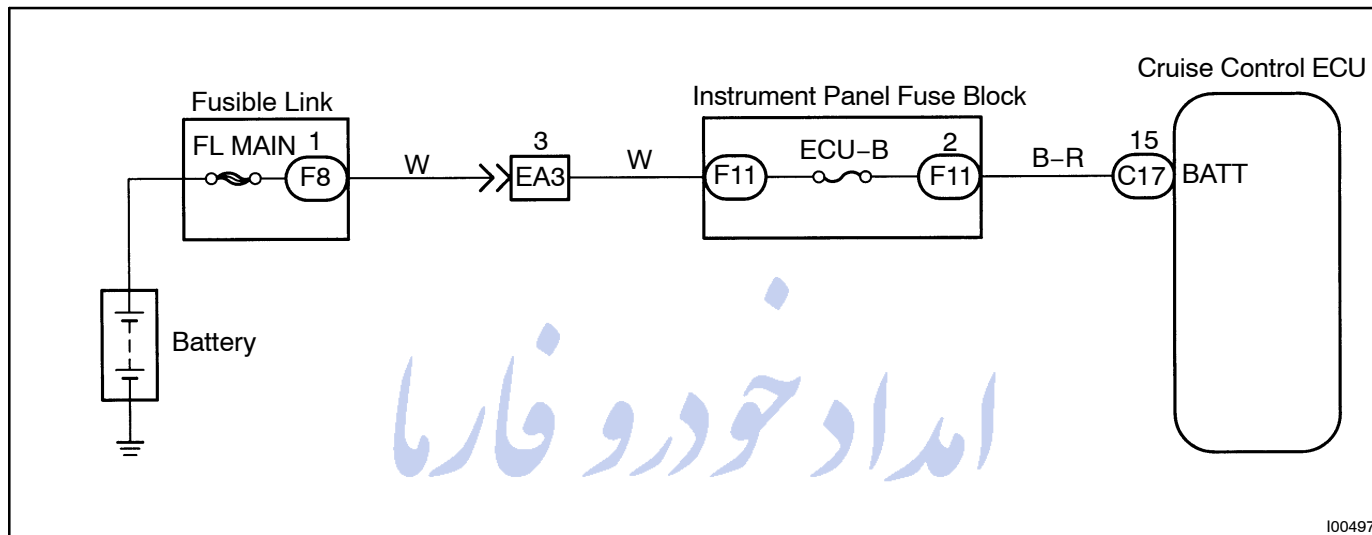 Cruise Control ECU
Fusible Link
Instrument Panel Fuse Block
FL MAIN
1
F8
W
3
EA3
W
F11
ECU–B
2
F11
B–R
15
C17
BATT
Battery
امداد خودرو فارما
I00497